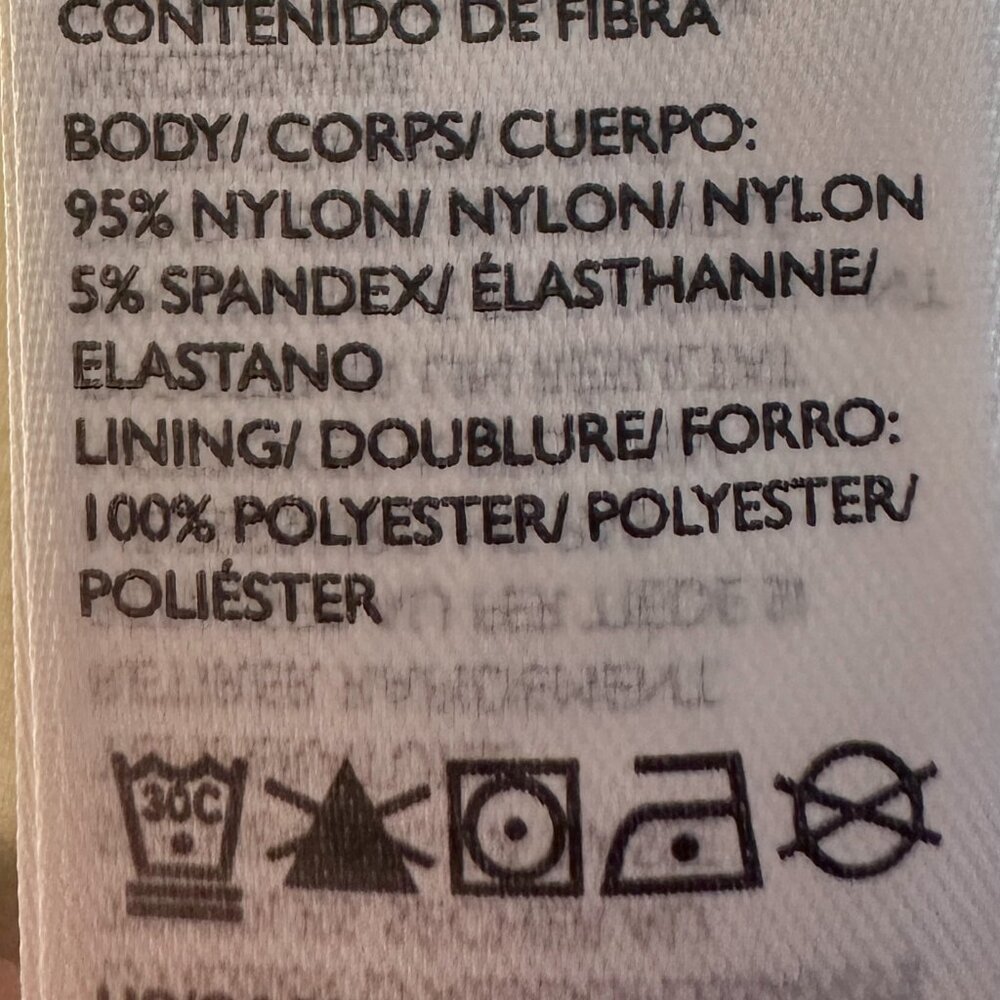 CONTENIDO DE FIBRA
BODY/ CORPS/ CUERPO:
95% NYLON/ NYLON/ NYLON
5% SPANDEX/ ÉLASTHANNE/
ELASTANO
LINING/ DOUBLURE/ FORRO:
100% POLYESTER/ POLYESTER/
POLIÉSTER
30C